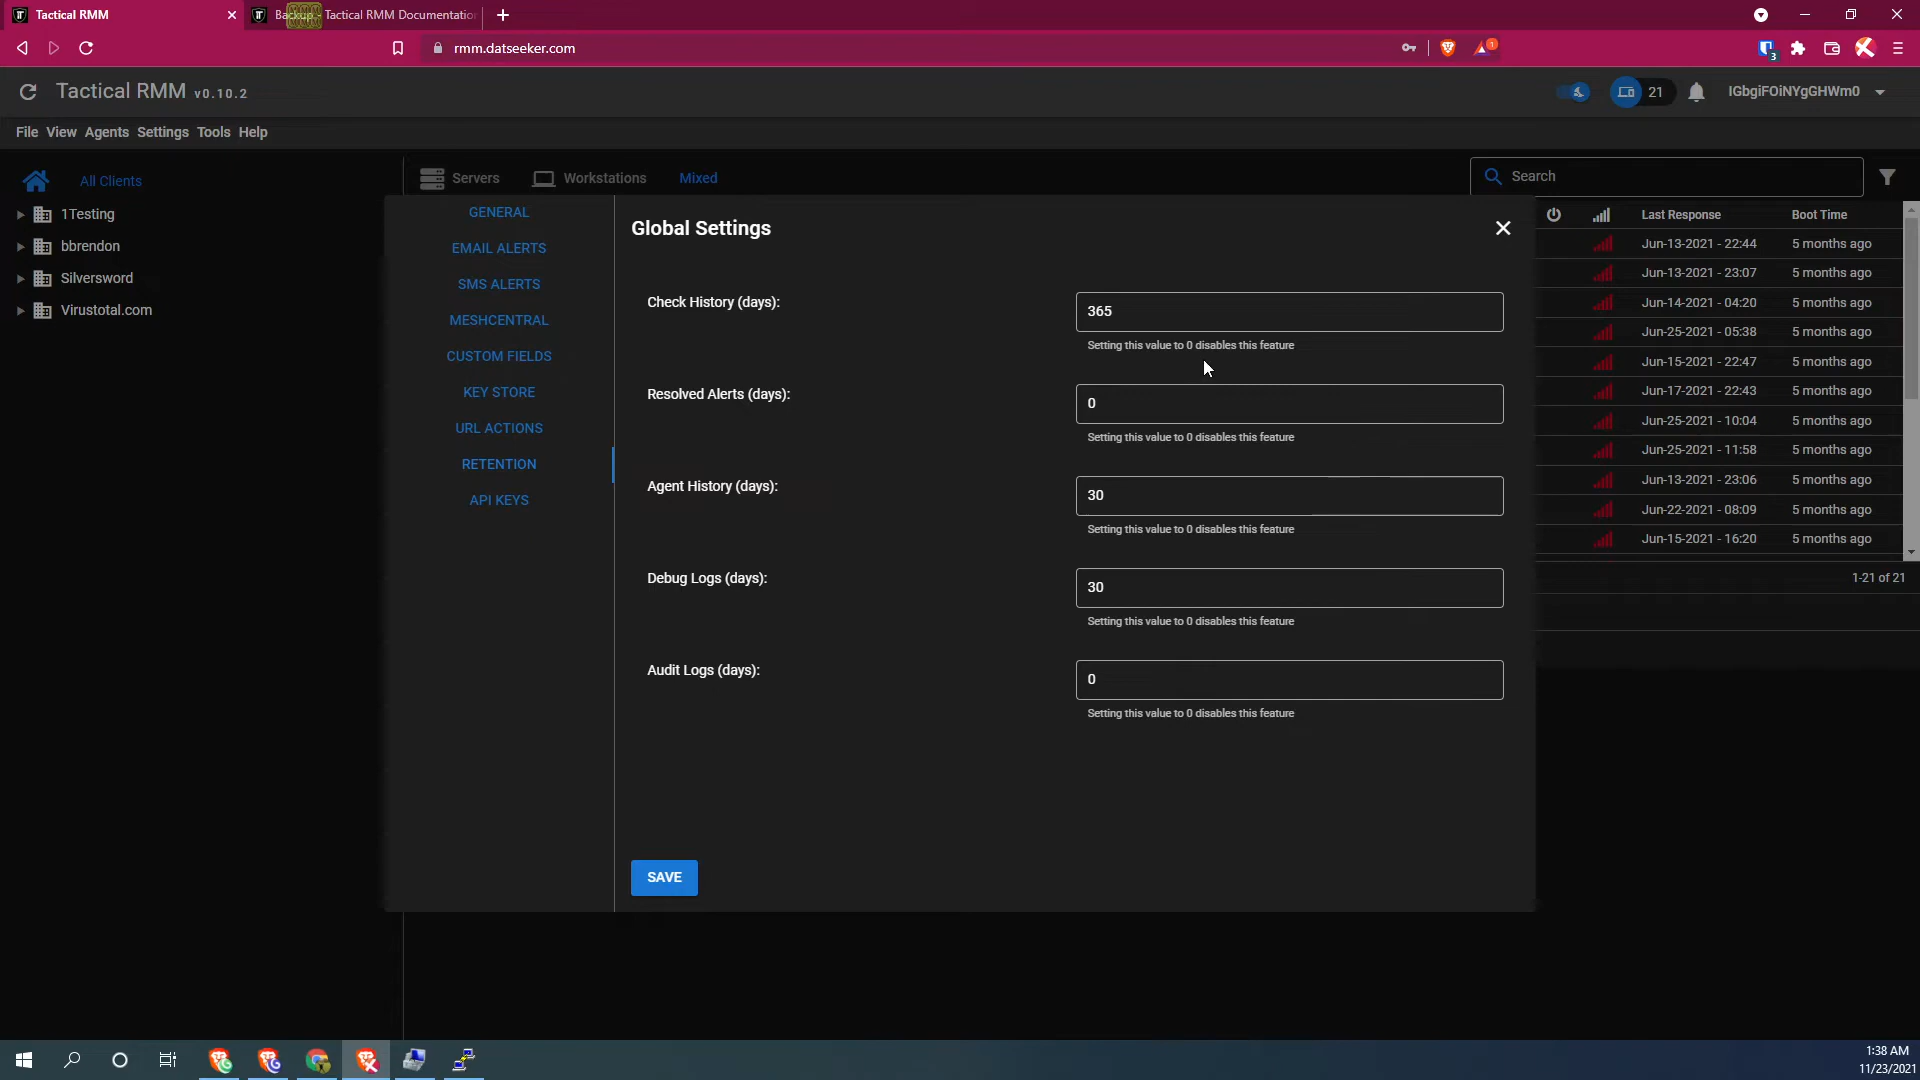 Tactical RMM
Backup - Tactical RMM Documentatio
rmm.datseeker.com
1
3
Tactical RMM v0.10.2
21
IGbgiFOiNYgGHWm0
File View Agents Settings Tools Help
All Clients
1Testing
bbrendon
Silversword
Virustotal.com
Servers
Workstations
Mixed
Search
GENERAL
EMAIL ALERTS
SMS ALERTS
MESHCENTRAL
CUSTOM FIELDS
KEY STORE
URL ACTIONS
RETENTION
API KEYS
Global Settings
Check History (days):
365
Setting this value to 0 disables this feature
Resolved Alerts (days):
0
Setting this value to 0 disables this feature
Agent History (days):
30
Setting this value to 0 disables this feature
Debug Logs (days):
30
Setting this value to 0 disables this feature
Audit Logs (days):
0
Setting this value to 0 disables this feature
SAVE
Last Response Boot Time
Jun-13-2021 - 22:44 5 months ago
Jun-13-2021 - 23:07 5 months ago
Jun-14-2021 - 04:20 5 months ago
Jun-25-2021 - 05:38 5 months ago
Jun-15-2021 - 22:47 5 months ago
Jun-17-2021 - 22:43 5 months ago
Jun-25-2021 - 10:04 5 months ago
Jun-25-2021 - 11:58 5 months ago
Jun-13-2021 - 23:06 5 months ago
Jun-22-2021 - 08:09 5 months ago
Jun-15-2021 - 16:20 5 months ago
1-21 of 21
1:38 AM
11/23/2021